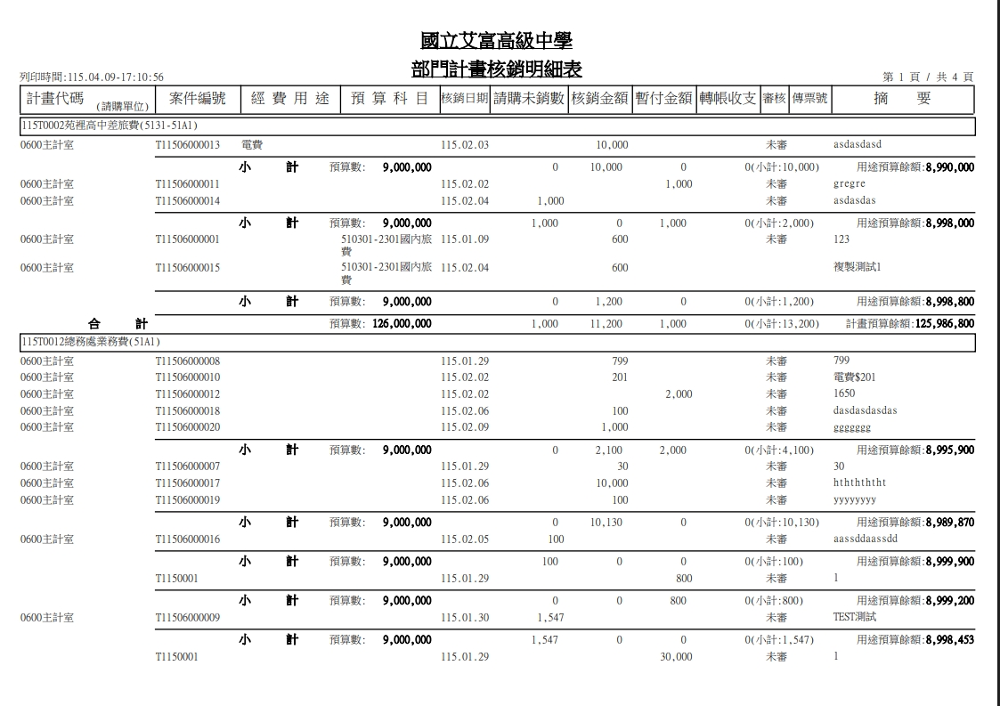 國立艾富高級中學
部門計畫核銷明細表
列印時間:115.04.09-17:10:56 第 1 頁 / 共 4 頁
計畫代碼 (請購單位) 案件編號 經費用途 預算科目 核銷日期 請購未銷數 核銷金額 暫付金額 轉帳收支 審核 傳票號 摘要
115T0002苑裡高中差旅費(5131-51A1)
0600主計室 T11506000013 電費 115.02.03 10,000 未審 asdasdasd
小計 預算數: 9,000,000 0 10,000 0 0(小計:10,000) 用途預算餘額:8,990,000
0600主計室 T11506000011 115.02.02 1,000 未審 gregre
0600主計室 T11506000014 115.02.04 1,000 未審 asdasdas
小計 預算數: 9,000,000 1,000 0 1,000 0(小計:2,000) 用途預算餘額:8,998,000
0600主計室 T11506000001 510301-2301國內旅 115.01.09 600 未審 123
費
0600主計室 T11506000015 510301-2301國內旅 115.02.04 600 複製測試1
費
小計 預算數: 9,000,000 0 1,200 0 0(小計:1,200) 用途預算餘額:8,998,800
合計 預算數: 126,000,000 1,000 11,200 1,000 0(小計:13,200) 計畫預算餘額:125,986,800
115T0012總務處業務費(51A1)
0600主計室 T11506000008 115.01.29 799 未審 799
0600主計室 T11506000010 115.02.02 201 未審 電費$201
0600主計室 T11506000012 115.02.02 2,000 未審 1650
0600主計室 T11506000018 115.02.06 100 未審 dasdasdasdas
0600主計室 T11506000020 115.02.09 1,000 未審 ggggggg
小計 預算數: 9,000,000 0 2,100 2,000 0(小計:4,100) 用途預算餘額:8,995,900
0600主計室 T11506000007 115.01.29 30 未審 30
0600主計室 T11506000017 115.02.06 10,000 未審 hththththt
0600主計室 T11506000019 115.02.06 100 未審 yyyyyyyy
小計 預算數: 9,000,000 0 10,130 0 0(小計:10,130) 用途預算餘額:8,989,870
0600主計室 T11506000016 115.02.05 100 未審 aassddaassdd
小計 預算數: 9,000,000 100 0 0 0(小計:100) 用途預算餘額:8,999,900
T1150001 115.01.29 800 未審 1
小計 預算數: 9,000,000 0 0 800 0(小計:800) 用途預算餘額:8,999,200
0600主計室 T11506000009 115.01.30 1,547 未審 TEST測試
小計 預算數: 9,000,000 1,547 0 0 0(小計:1,547) 用途預算餘額:8,998,453
T1150001 115.01.29 30,000 未審 1